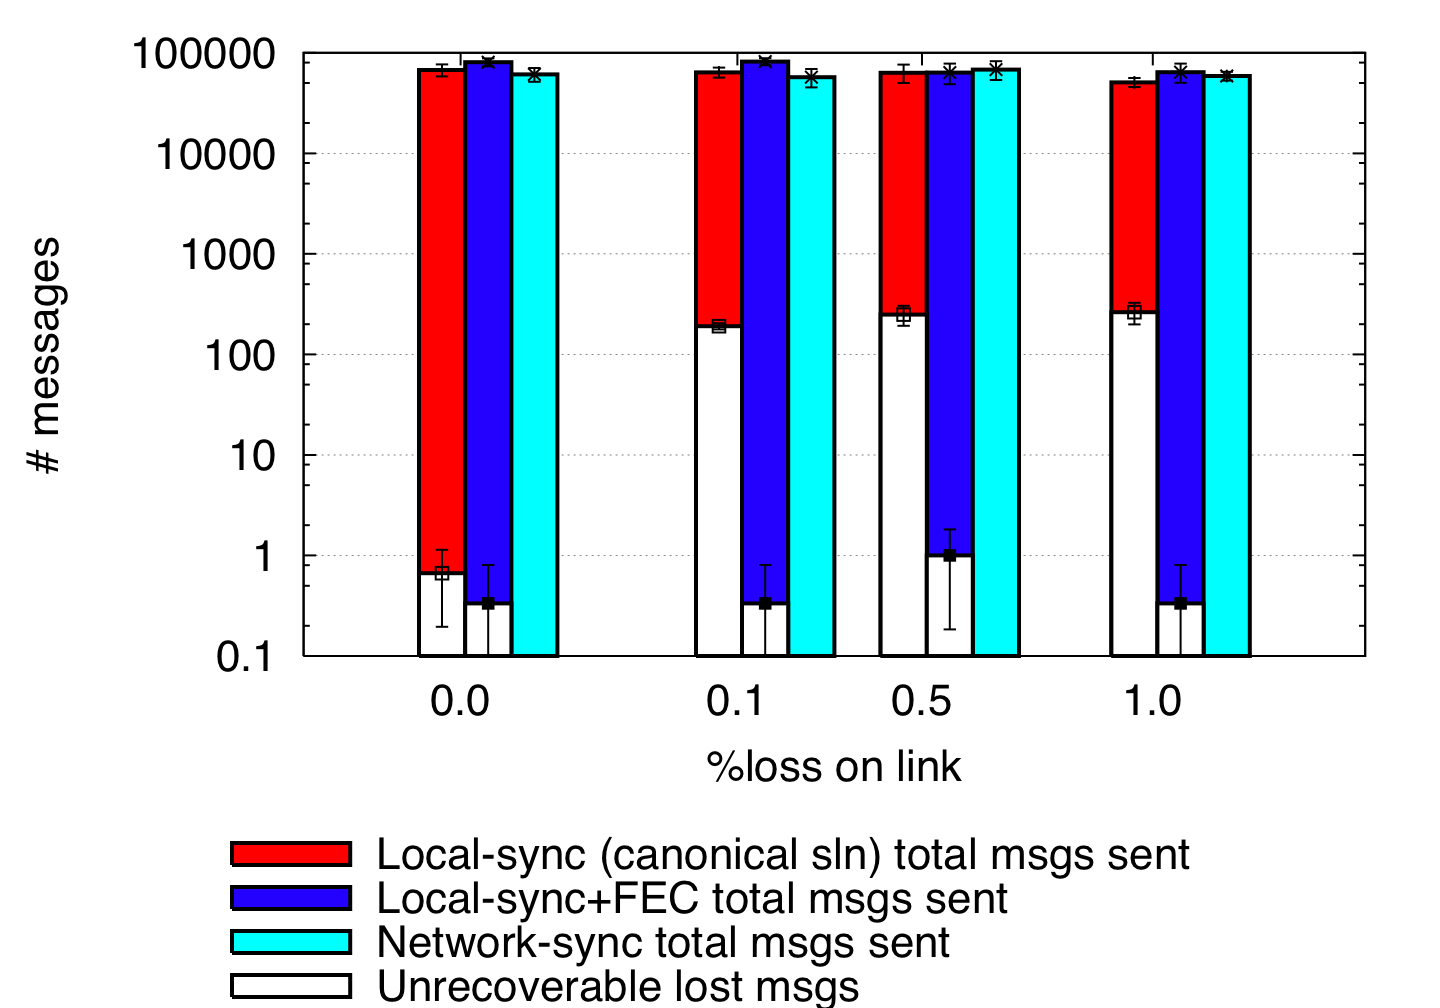 100000
10000
1000
100
10
1
0.1
# messages
0.0 0.1 0.5 1.0
%loss on link
Local-sync (canonical sln) total msgs sent
Local-sync+FEC total msgs sent
Network-sync total msgs sent
Unrecoverable lost msgs